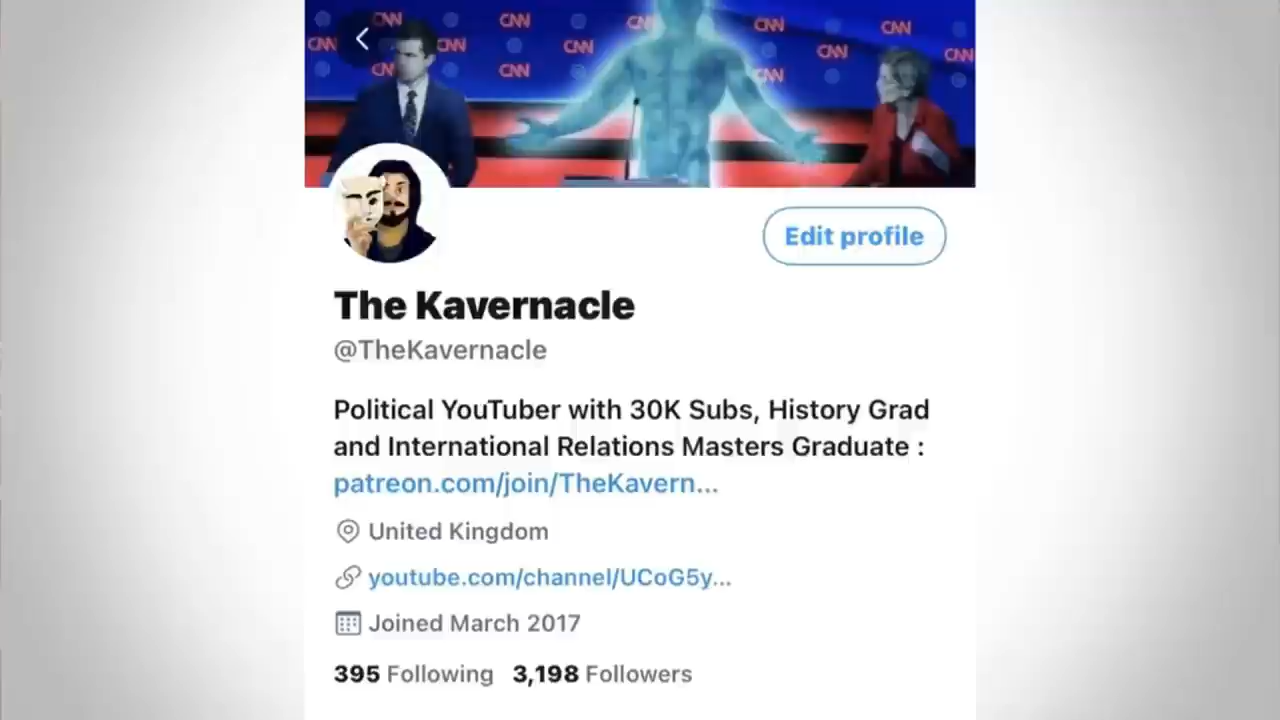 CNN CNN CNN CNN CNN
CNN CNN CNN CNN CNN
CNN CNN CNN
Edit profile
The Kavernacle
@TheKavernacle
Political YouTuber with 30K Subs, History Grad
and International Relations Masters Graduate :
patreon.com/join/TheKavern...
United Kingdom
youtube.com/channel/UCoG5y...
Joined March 2017
395 Following 3,198 Followers